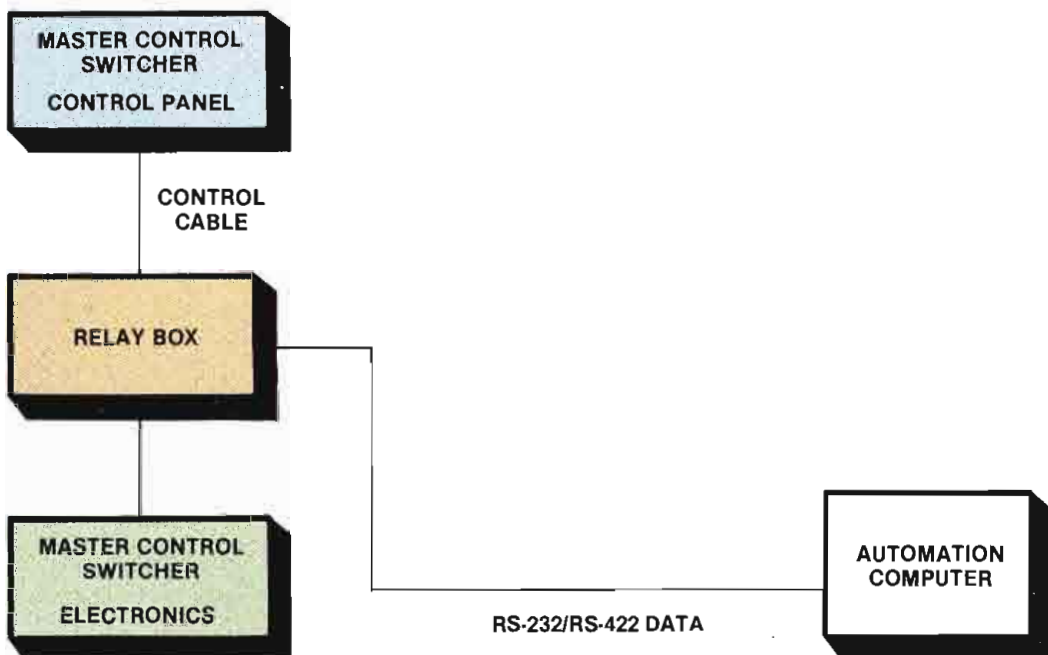 MASTER CONTROL
SWITCHER
CONTROL PANEL
CONTROL
CABLE
RELAY BOX
MASTER CONTROL
SWITCHER
ELECTRONICS
AUTOMATION
COMPUTER
RS-232/RS-422 DATA